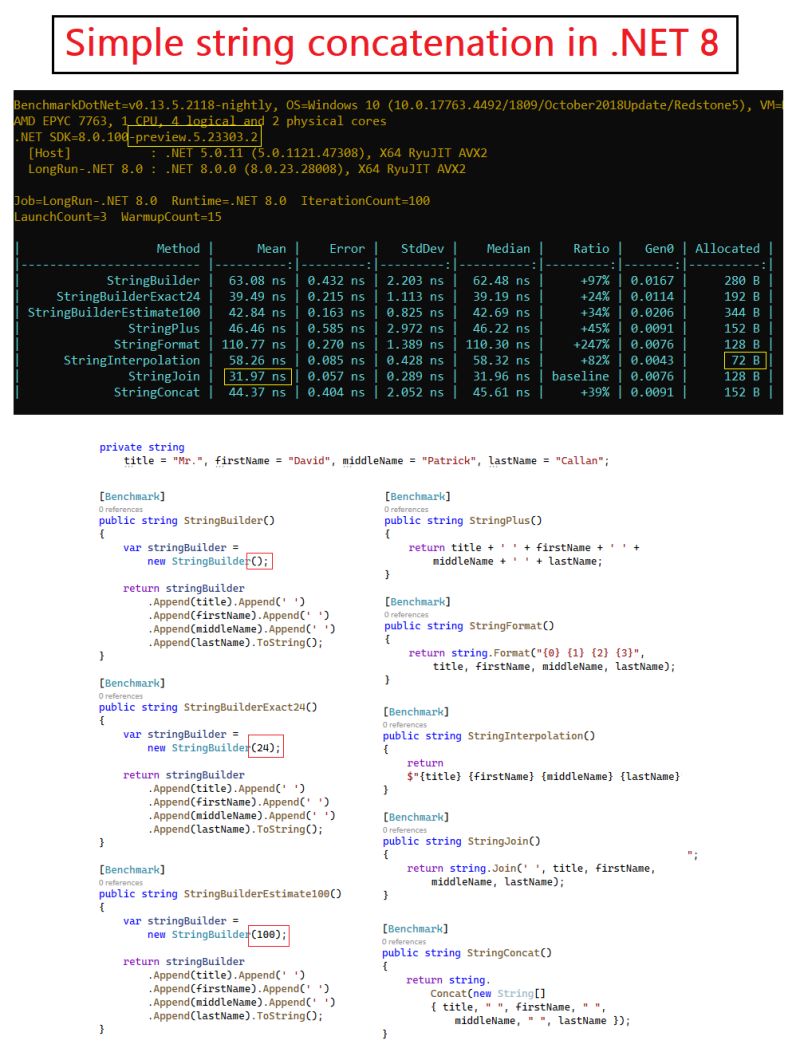 Simple string concatenation in .NET 8
BenchmarkDotNet=v0.13.5.2118-nightly, OS=Windows 10 (10.0.17763.4492/1809/October2018Update/Redstone5), VM=
AMD EPYC 7763, 1 CPU, 4 logical and 2 physical cores
.NET SDK=8.0.100-preview.5.23303.2
  [Host]          : .NET 5.0.11 (5.0.1121.47308), X64 RyuJIT AVX2
  LongRun-.NET 8.0 : .NET 8.0.0 (8.0.23.28008), X64 RyuJIT AVX2
Job=LongRun-.NET 8.0  Runtime=.NET 8.0  IterationCount=100
LaunchCount=3  WarmupCount=15
|                Method |      Mean |    Error |   StdDev |    Median |    Ratio |   Gen0 | Allocated |
|---------------------- |----------:|---------:|---------:|----------:|---------:|-------:|----------:|
|         StringBuilder |  63.08 ns | 0.432 ns | 2.203 ns |  62.48 ns |     +97% | 0.0167 |     280 B |
|  StringBuilderExact24 |  39.49 ns | 0.215 ns | 1.113 ns |  39.19 ns |     +24% | 0.0114 |     192 B |
| StringBuilderEstimate100 |  42.84 ns | 0.163 ns | 0.825 ns |  42.69 ns |     +34% | 0.0206 |     344 B |
|            StringPlus |  46.46 ns | 0.585 ns | 2.972 ns |  46.22 ns |     +45% | 0.0091 |     152 B |
|          StringFormat | 110.77 ns | 0.270 ns | 1.389 ns | 110.30 ns |    +247% | 0.0076 |     128 B |
|   StringInterpolation |  58.26 ns | 0.085 ns | 0.428 ns |  58.32 ns |     +82% | 0.0043 |      72 B |
|            StringJoin |  31.97 ns | 0.057 ns | 0.289 ns |  31.96 ns | baseline | 0.0076 |     128 B |
|          StringConcat |  44.37 ns | 0.404 ns | 2.052 ns |  45.61 ns |     +39% | 0.0091 |     152 B |
private string
    title = "Mr.", firstName = "David", middleName = "Patrick", lastName = "Callan";
[Benchmark]
0 references
public string StringBuilder()
{
    var stringBuilder =
        new StringBuilder();
    return stringBuilder
        .Append(title).Append(' ')
        .Append(firstName).Append(' ')
        .Append(middleName).Append(' ')
        .Append(lastName).ToString();
}
[Benchmark]
0 references
public string StringBuilderExact24()
{
    var stringBuilder =
        new StringBuilder(24);
    return stringBuilder
        .Append(title).Append(' ')
        .Append(firstName).Append(' ')
        .Append(middleName).Append(' ')
        .Append(lastName).ToString();
}
[Benchmark]
0 references
public string StringBuilderEstimate100()
{
    var stringBuilder =
        new StringBuilder(100);
    return stringBuilder
        .Append(title).Append(' ')
        .Append(firstName).Append(' ')
        .Append(middleName).Append(' ')
        .Append(lastName).ToString();
}
[Benchmark]
0 references
public string StringPlus()
{
    return title + ' ' + firstName + ' ' +
        middleName + ' ' + lastName;
}
[Benchmark]
0 references
public string StringFormat()
{
    return string.Format("{0} {1} {2} {3}",
        title, firstName, middleName, lastName);
}
[Benchmark]
0 references
public string StringInterpolation()
{
    return
    $"{title} {firstName} {middleName} {lastName}
}
[Benchmark]
0 references
public string StringJoin()
{ ";
    return string.Join(' ', title, firstName,
        middleName, lastName);
}
[Benchmark]
0 references
public string StringConcat()
{
    return string.
        Concat(new String[]
        { title, " ", firstName, " ",
            middleName, " ", lastName });
}